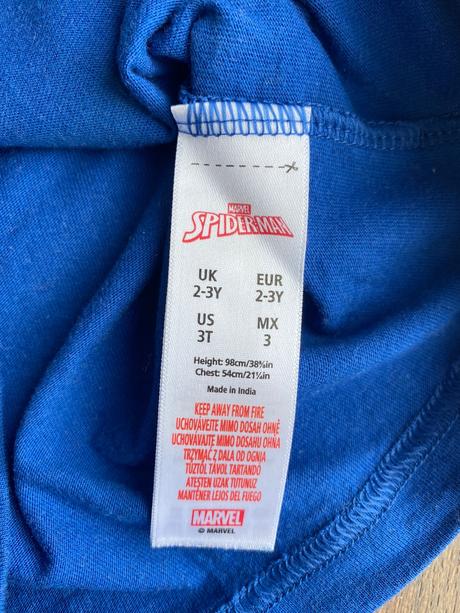 MARVEL
SPIDER-MAN
UK EUR
2-3Y 2-3Y
US MX
3T 3
Height: 98cm/38⅝in
Chest: 54cm/21¼in
Made in India
KEEP AWAY FROM FIRE
UCHOVÁVEJTE MIMO DOSAH OHNĚ
UCHOVÁVAJTE MIMO DOSAHU OHŇA
TRZYMAĆ Z DALA OD OGNIA
TŰZTŐL TÁVOL TARTANDÓ
ATEŞTEN UZAK TUTUNUZ
MANTENER LEJOS DEL FUEGO
MARVEL
© MARVEL